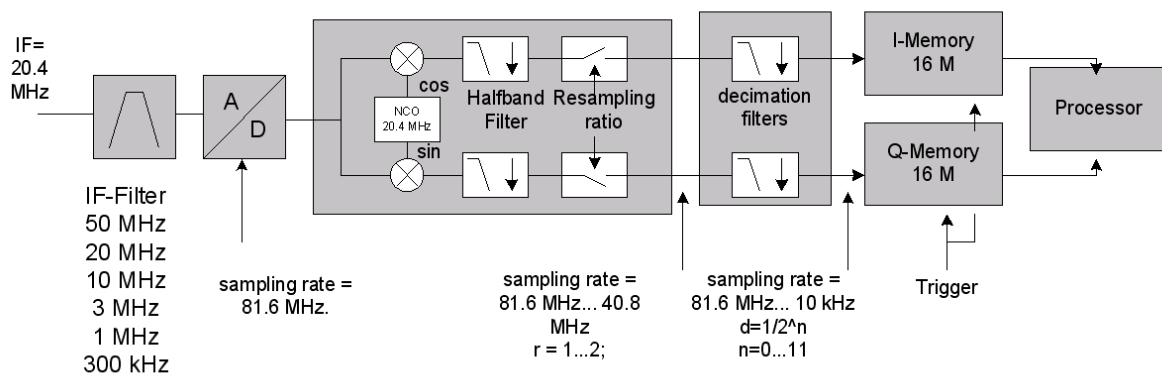 IF=
20.4
MHz
A
D
IF-Filter
50 MHz
20 MHz
10 MHz
3 MHz
1 MHz
300 kHz
sampling rate =
81.6 MHz.
cos
NCO
20.4 MHz
sin
Halfband
Filter
Resampling
ratio
sampling rate =
81.6 MHz... 40.8
MHz
r = 1...2;
decimation
filters
sampling rate =
81.6 MHz... 10 kHz
d=1/2^n
n=0...11
I-Memory
16 M
Q-Memory
16 M
Trigger
Processor